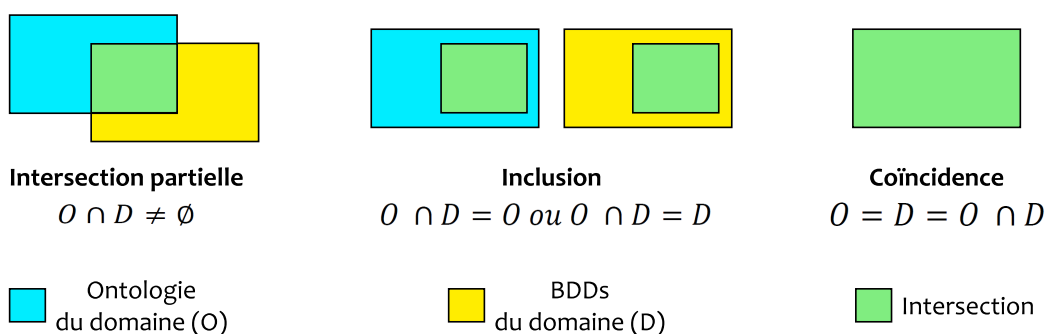 Intersection partielle
O ∩ D ≠ ∅
Inclusion
O ∩ D = O ou O ∩ D = D
Coïncidence
O = D = O ∩ D
Ontologie
du domaine (O)
BDDs
du domaine (D)
Intersection